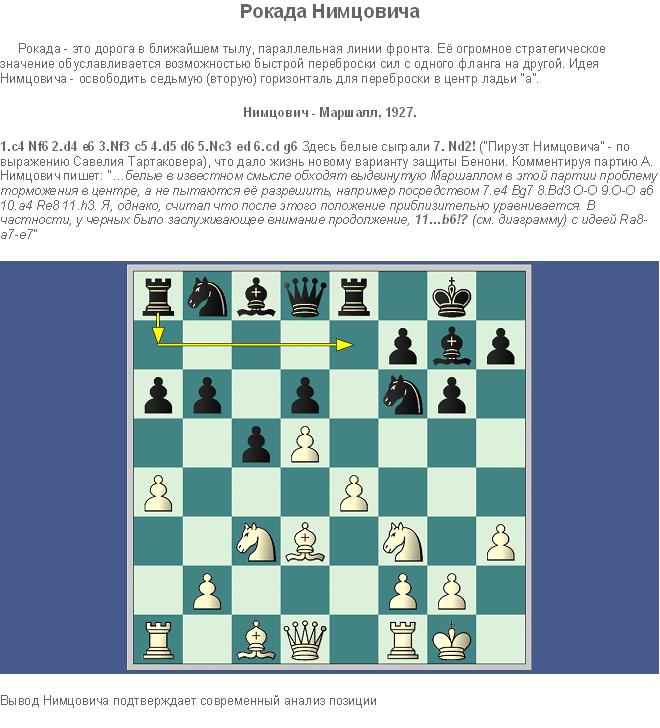 Рокада Нимцовича
Рокада - это дорога в ближайшем тылу, параллельная линии фронта. Её огромное стратегическое
значение обуславливается возможностью быстрой переброски сил с одного фланга на другой. Идея
Нимцовича - освободить седьмую (вторую) горизонталь для переброски в центр ладьи "а".
Нимцович - Маршалл, 1927.
1.c4 Nf6 2.d4 e6 3.Nf3 c5 4.d5 d6 5.Nc3 ed 6.cd g6 Здесь белые сыграли 7. Nd2! ("Пируэт Нимцовича" - по
выражению Савелия Тартаковера), что дало жизнь новому варианту защиты Бенони. Комментируя партию А.
Нимцович пишет: "...белые в известном смысле обходят выдвинутую Маршаллом в этой партии проблему
торможения в центре, а не пытаются её разрешить, например посредством 7.e4 Bg7 8.Bd3 O-O 9.O-O a6
10.a4 Re8 11.h3. Я, однако, считал что после этого положение приблизительно уравнивается. В
частности, у черных было заслуживающее внимание продолжение, 11...b6!? (см. диаграмму) с идеей Ra8-
a7-e7"
Вывод Нимцовича подтверждает современный анализ позиции